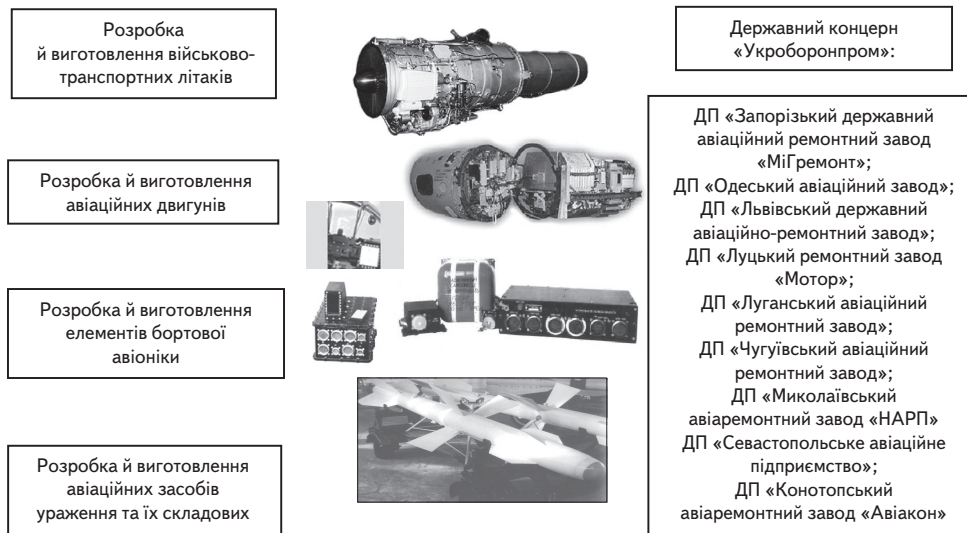 Розробка
й виготовлення військово-
транспортних літаків
Розробка й виготовлення
авіаційних двигунів
Розробка й виготовлення
елементів бортової
авіоніки
Розробка й виготовлення
авіаційних засобів
ураження та їх складових
Державний концерн
«Укроборонпром»:
ДП «Запорізький державний
авіаційний ремонтний завод
«МіГремонт»;
ДП «Одеський авіаційний завод»;
ДП «Львівський державний
авіаційно-ремонтний завод»;
ДП «Луцький ремонтний завод
«Мотор»;
ДП «Луганський авіаційний
ремонтний завод»;
ДП «Чугуївський авіаційний
ремонтний завод»;
ДП «Миколаївський
авіаремонтний завод «НАРП»
ДП «Севастопольське авіаційне
підприємство»;
ДП «Конотопський
авіаремонтний завод «Авіакон»